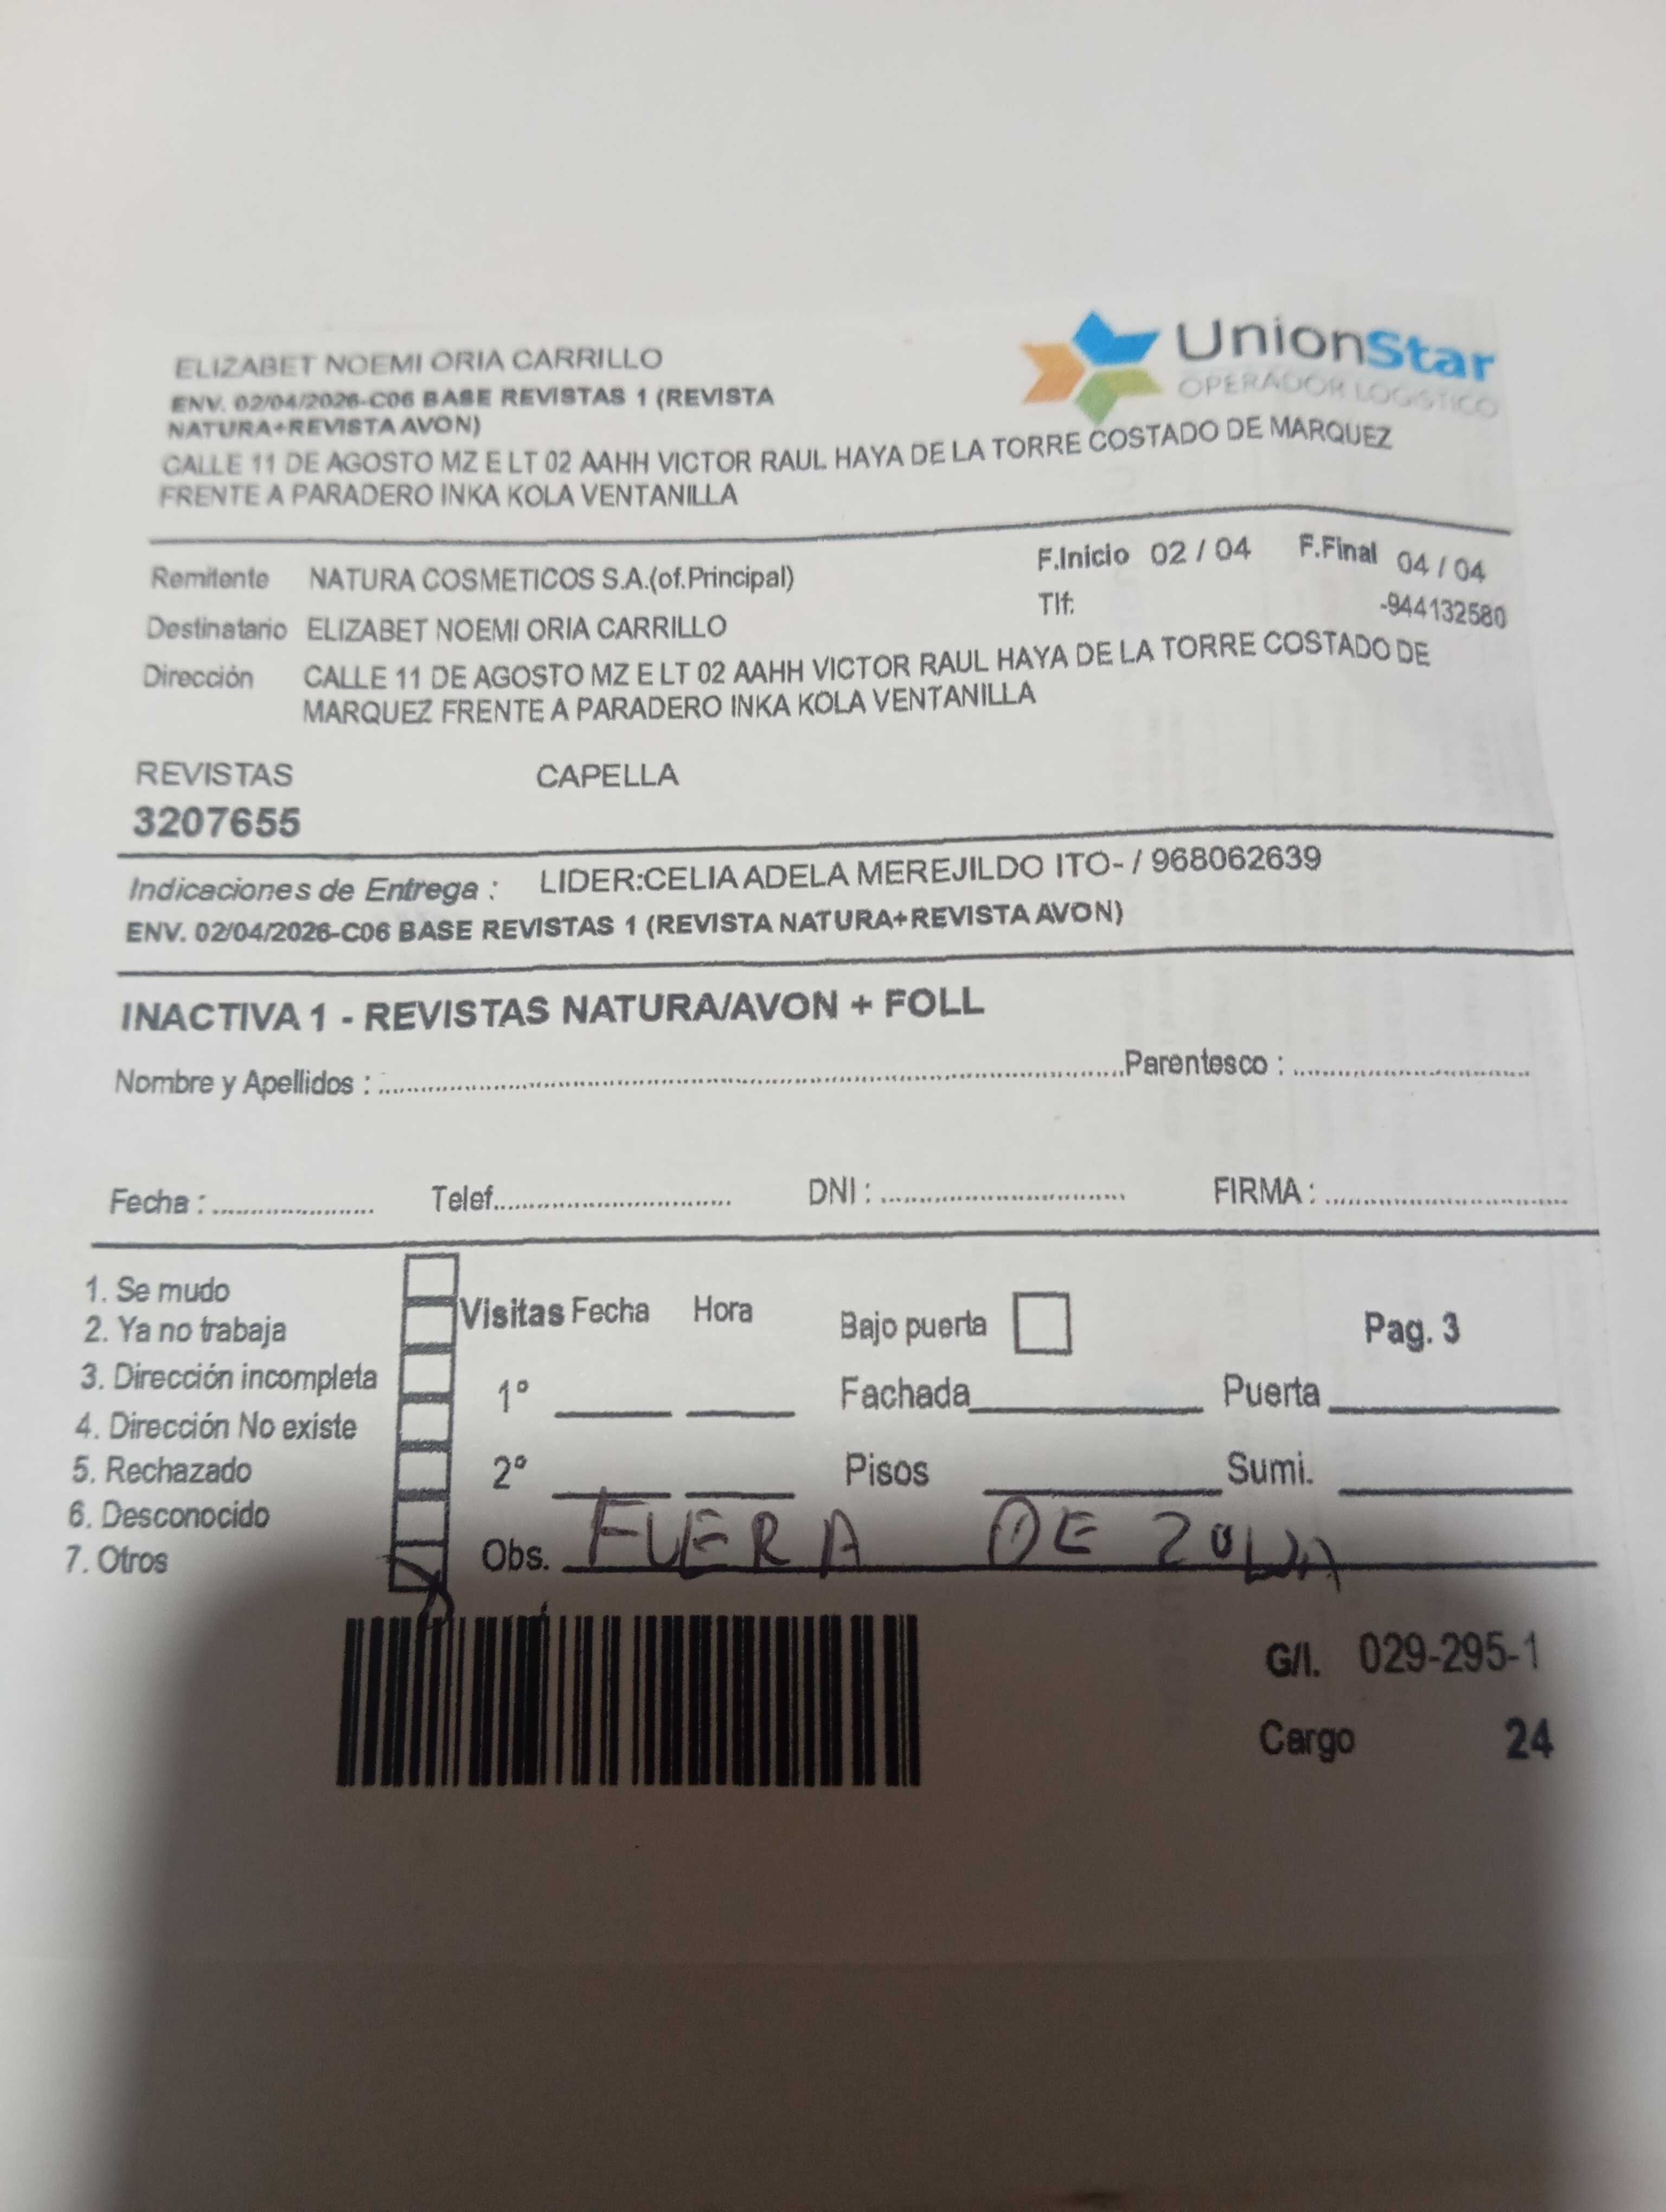 UnionStar
OPERADOR LOGISTICO
ELIZABET NOEMI ORIA CARRILLO
ENV. 02/04/2026-C06 BASE REVISTAS 1 (REVISTA
NATURA+REVISTA AVON)
CALLE 11 DE AGOSTO MZ E LT 02 AAHH VICTOR RAUL HAYA DE LA TORRE COSTADO DE MARQUEZ
FRENTE A PARADERO INKA KOLA VENTANILLA
Remitente NATURA COSMETICOS S.A.(of.Principal) F.Inicio 02 / 04 F.Final 04 / 04
Tlf: -944132580
Destinatario ELIZABET NOEMI ORIA CARRILLO
Dirección CALLE 11 DE AGOSTO MZ E LT 02 AAHH VICTOR RAUL HAYA DE LA TORRE COSTADO DE
MARQUEZ FRENTE A PARADERO INKA KOLA VENTANILLA
REVISTAS CAPELLA
3207655
Indicaciones de Entrega : LIDER:CELIA ADELA MEREJILDO ITO- / 968062639
ENV. 02/04/2026-C06 BASE REVISTAS 1 (REVISTA NATURA+REVISTA AVON)
INACTIVA 1 - REVISTAS NATURA/AVON + FOLL
Nombre y Apellidos : Parentesco :
Fecha : Telef. DNI : FIRMA :
1. Se mudo
2. Ya no trabaja
3. Dirección incompleta
4. Dirección No existe
5. Rechazado
6. Desconocido
7. Otros
Visitas Fecha Hora Bajo puerta Pag. 3
1° Fachada Puerta
2° Pisos Sumi.
Obs. FUERA DE ZONA
G/I. 029-295-1
Cargo 24